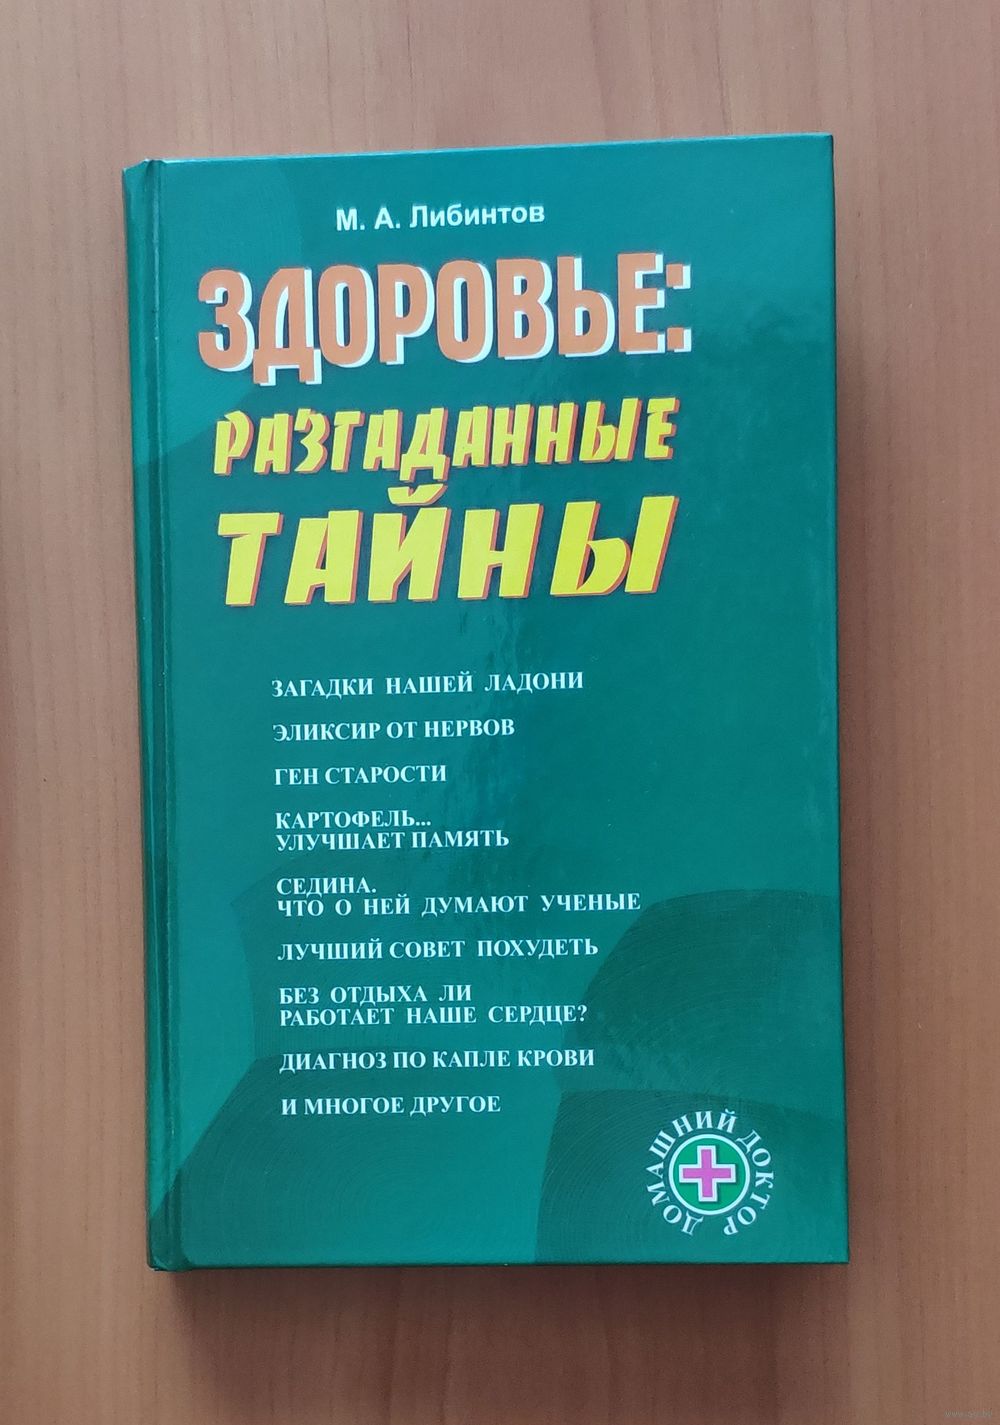 М. А. Либинтов
ЗДОРОВЬЕ:
РАЗГАДАННЫЕ
ТАЙНЫ
ЗАГАДКИ НАШЕЙ ЛАДОНИ
ЭЛИКСИР ОТ НЕРВОВ
ГЕН СТАРОСТИ
КАРТОФЕЛЬ...
УЛУЧШАЕТ ПАМЯТЬ
СЕДИНА.
ЧТО О НЕЙ ДУМАЮТ УЧЕНЫЕ
ЛУЧШИЙ СОВЕТ ПОХУДЕТЬ
БЕЗ ОТДЫХА ЛИ
РАБОТАЕТ НАШЕ СЕРДЦЕ?
ДИАГНОЗ ПО КАПЛЕ КРОВИ
И МНОГОЕ ДРУГОЕ
ДОМАШНИЙ ДОКТОР